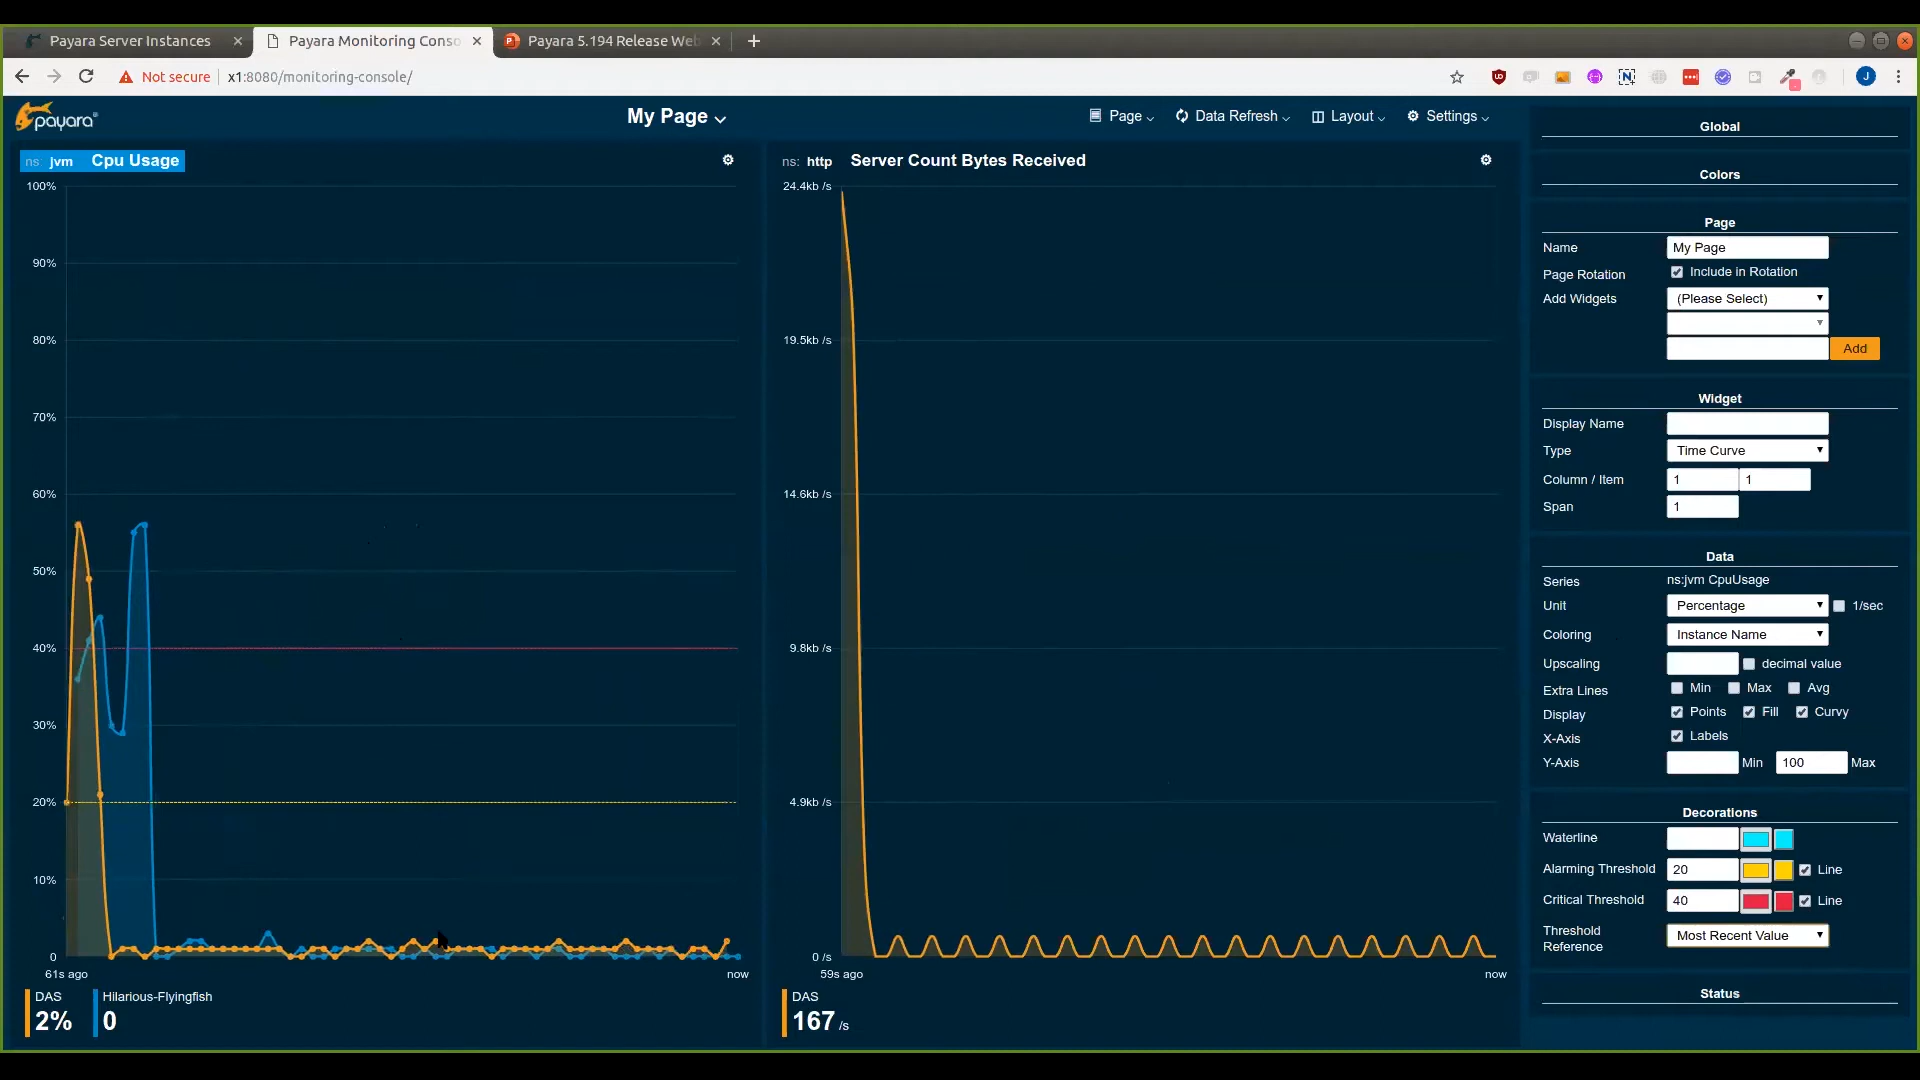 Payara Server Instances
Payara Monitoring Conso
Payara 5.194 Release Web
Not secure
x1:8080/monitoring-console/
J
payara
My Page
Page
Data Refresh
Layout
Settings
ns jvm Cpu Usage
100%
90%
80%
70%
60%
50%
40%
30%
20%
10%
0
61s ago
now
DAS
2%
Hilarious-Flyingfish
0
ns: http Server Count Bytes Received
24.4kb /s
19.5kb /s
14.6kb /s
9.8kb /s
4.9kb /s
0 /s
59s ago
now
DAS
167 /s
Global
Colors
Page
Name My Page
Page Rotation Include in Rotation
Add Widgets (Please Select)
Add
Widget
Display Name
Type Time Curve
Column / Item 1 1
Span 1
Data
Series ns:jvm CpuUsage
Unit Percentage 1/sec
Coloring Instance Name
Upscaling decimal value
Extra Lines Min Max Avg
Display Points Fill Curvy
X-Axis Labels
Y-Axis Min 100 Max
Decorations
Waterline
Alarming Threshold 20 Line
Critical Threshold 40 Line
Threshold
Reference
Most Recent Value
Status